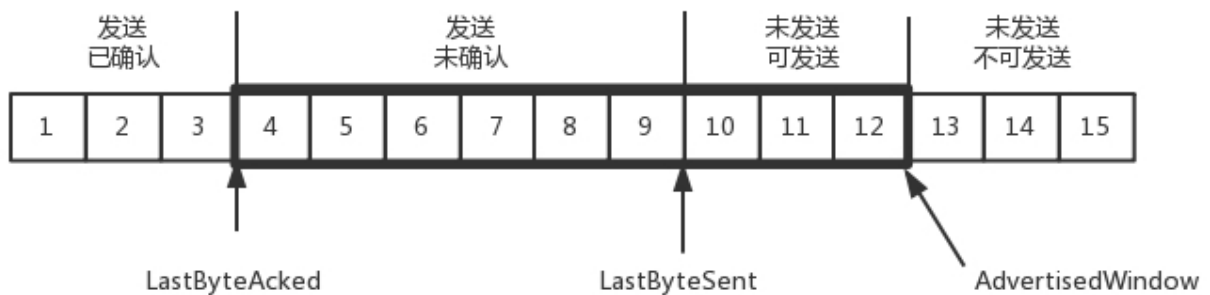 发送
已确认
发送
未确认
未发送
可发送
未发送
不可发送
1 2 3 4 5 6 7 8 9 10 11 12 13 14 15
LastByteAcked LastByteSent AdvertisedWindow